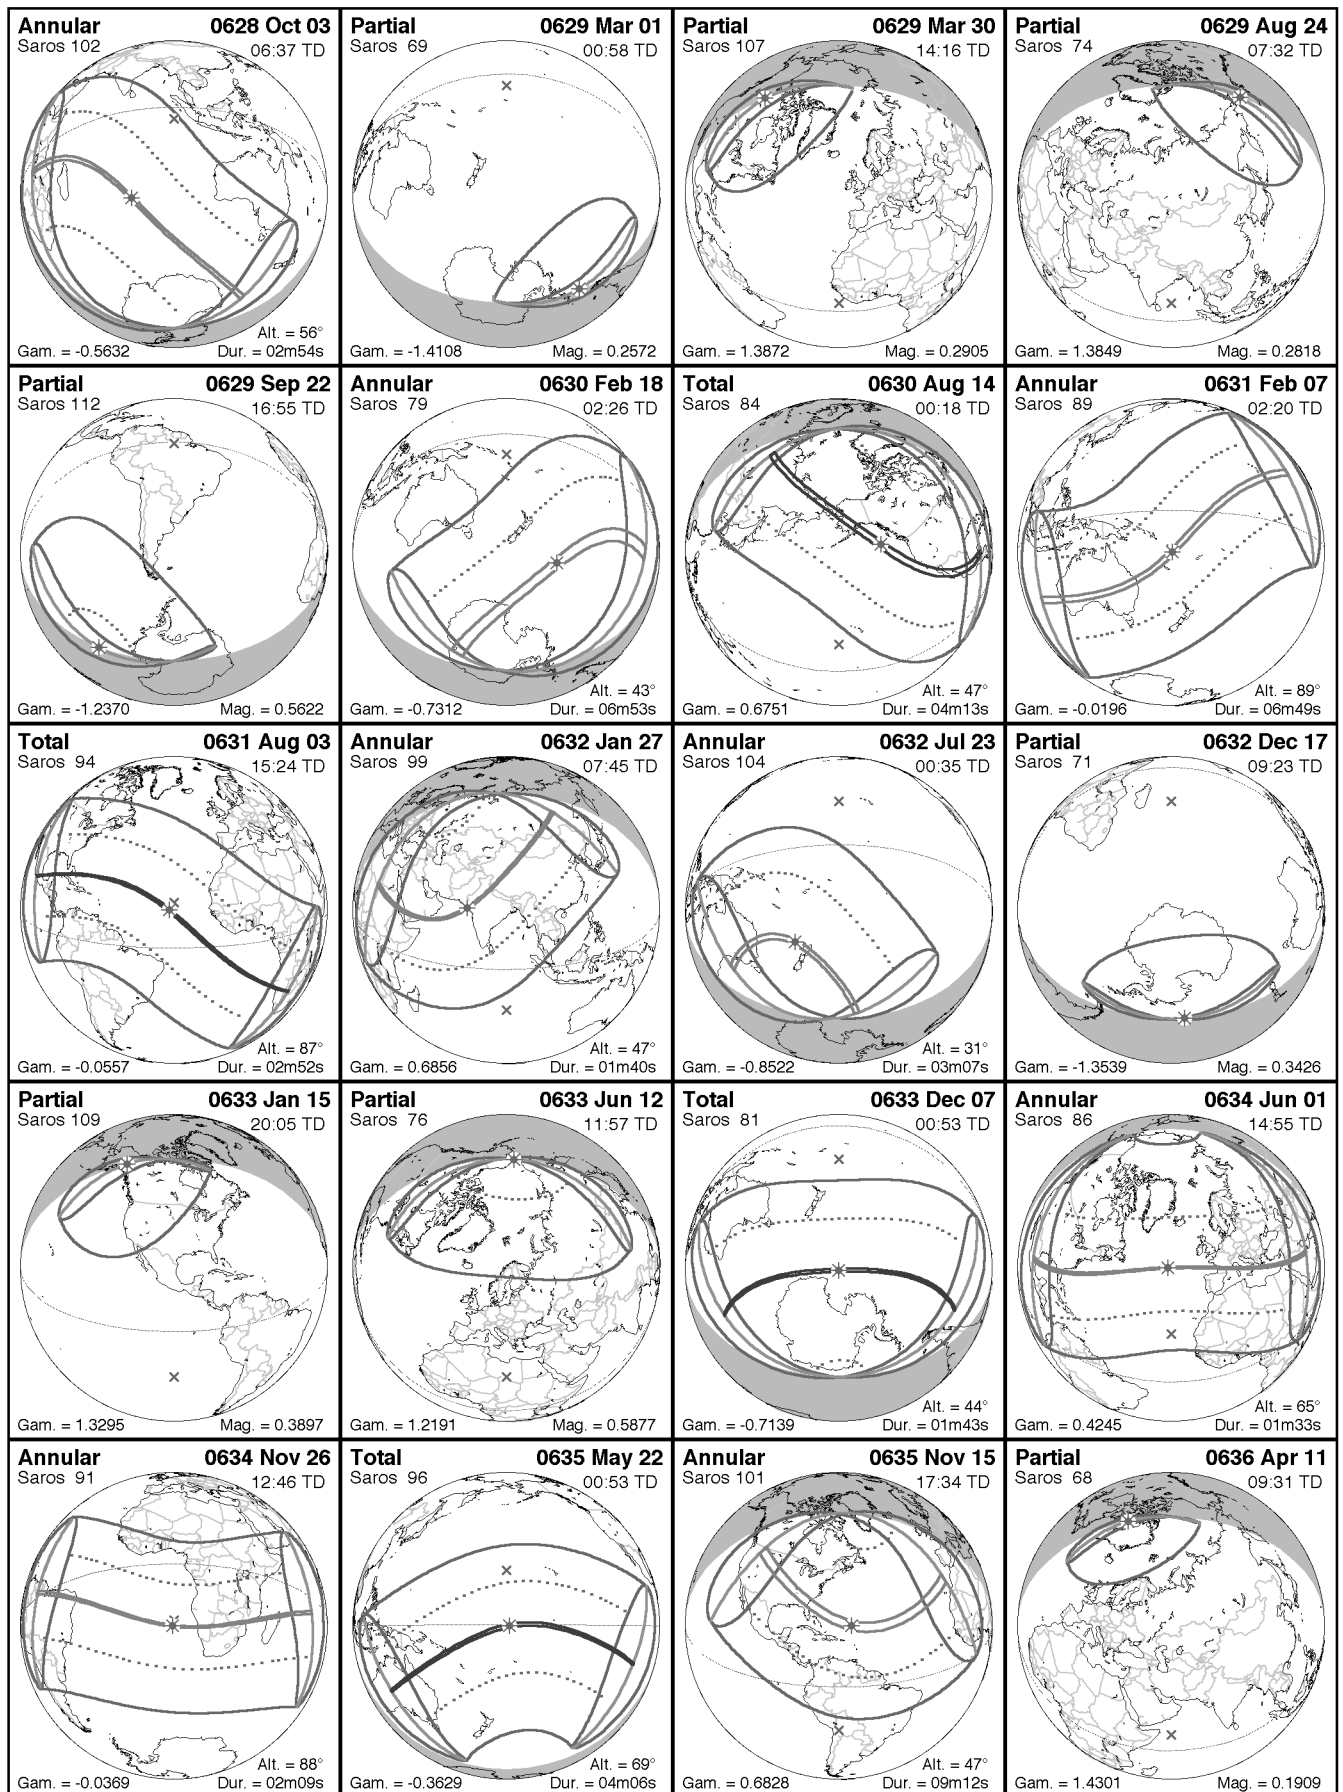 Annular 0628 Oct 03
Saros 102 06:37 TD
Alt. = 56°
Gam. = -0.5632 Dur. = 02m54s
Partial 0629 Mar 01
Saros 69 00:58 TD
Gam. = -1.4108 Mag. = 0.2572
Partial 0629 Mar 30
Saros 107 14:16 TD
Gam. = 1.3872 Mag. = 0.2905
Partial 0629 Aug 24
Saros 74 07:32 TD
Gam. = 1.3849 Mag. = 0.2818
Partial 0629 Sep 22
Saros 112 16:55 TD
Gam. = -1.2370 Mag. = 0.5622
Annular 0630 Feb 18
Saros 79 02:26 TD
Alt. = 43°
Gam. = -0.7312 Dur. = 06m53s
Total 0630 Aug 14
Saros 84 00:18 TD
Alt. = 47°
Gam. = 0.6751 Dur. = 04m13s
Annular 0631 Feb 07
Saros 89 02:20 TD
Alt. = 89°
Gam. = -0.0196 Dur. = 06m49s
Total 0631 Aug 03
Saros 94 15:24 TD
Alt. = 87°
Gam. = -0.0557 Dur. = 02m52s
Annular 0632 Jan 27
Saros 99 07:45 TD
Alt. = 47°
Gam. = 0.6856 Dur. = 01m40s
Annular 0632 Jul 23
Saros 104 00:35 TD
Alt. = 31°
Gam. = -0.8522 Dur. = 03m07s
Partial 0632 Dec 17
Saros 71 09:23 TD
Gam. = -1.3539 Mag. = 0.3426
Partial 0633 Jan 15
Saros 109 20:05 TD
Gam. = 1.3295 Mag. = 0.3897
Partial 0633 Jun 12
Saros 76 11:57 TD
Gam. = 1.2191 Mag. = 0.5877
Total 0633 Dec 07
Saros 81 00:53 TD
Alt. = 44°
Gam. = -0.7139 Dur. = 01m43s
Annular 0634 Jun 01
Saros 86 14:55 TD
Alt. = 65°
Gam. = 0.4245 Dur. = 01m33s
Annular 0634 Nov 26
Saros 91 12:46 TD
Alt. = 88°
Gam. = -0.0369 Dur. = 02m09s
Total 0635 May 22
Saros 96 00:53 TD
Alt. = 69°
Gam. = -0.3629 Dur. = 04m06s
Annular 0635 Nov 15
Saros 101 17:34 TD
Alt. = 47°
Gam. = 0.6828 Dur. = 09m12s
Partial 0636 Apr 11
Saros 68 09:31 TD
Gam. = 1.4301 Mag. = 0.1909